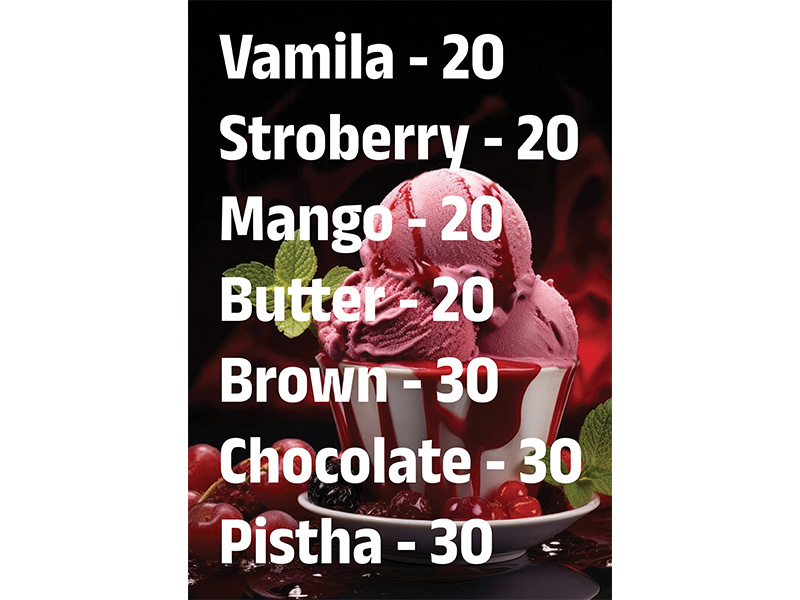 Vamila - 20
Stroberry - 20
Mango - 20
Butter - 20
Brown - 30
Chocolate - 30
Pistha - 30